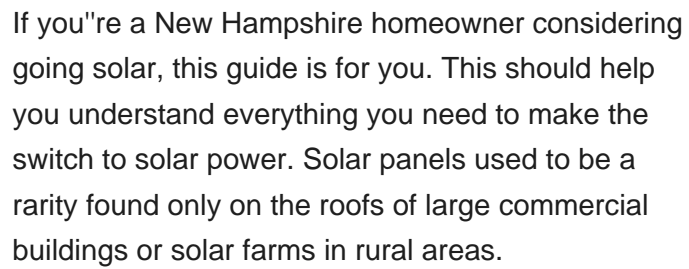 If you''re a New Hampshire homeowner considering
going solar, this guide is for you. This should help
you understand everything you need to make the
switch to solar power. Solar panels used to be a
rarity found only on the roofs of large commercial
buildings or solar farms in rural areas.